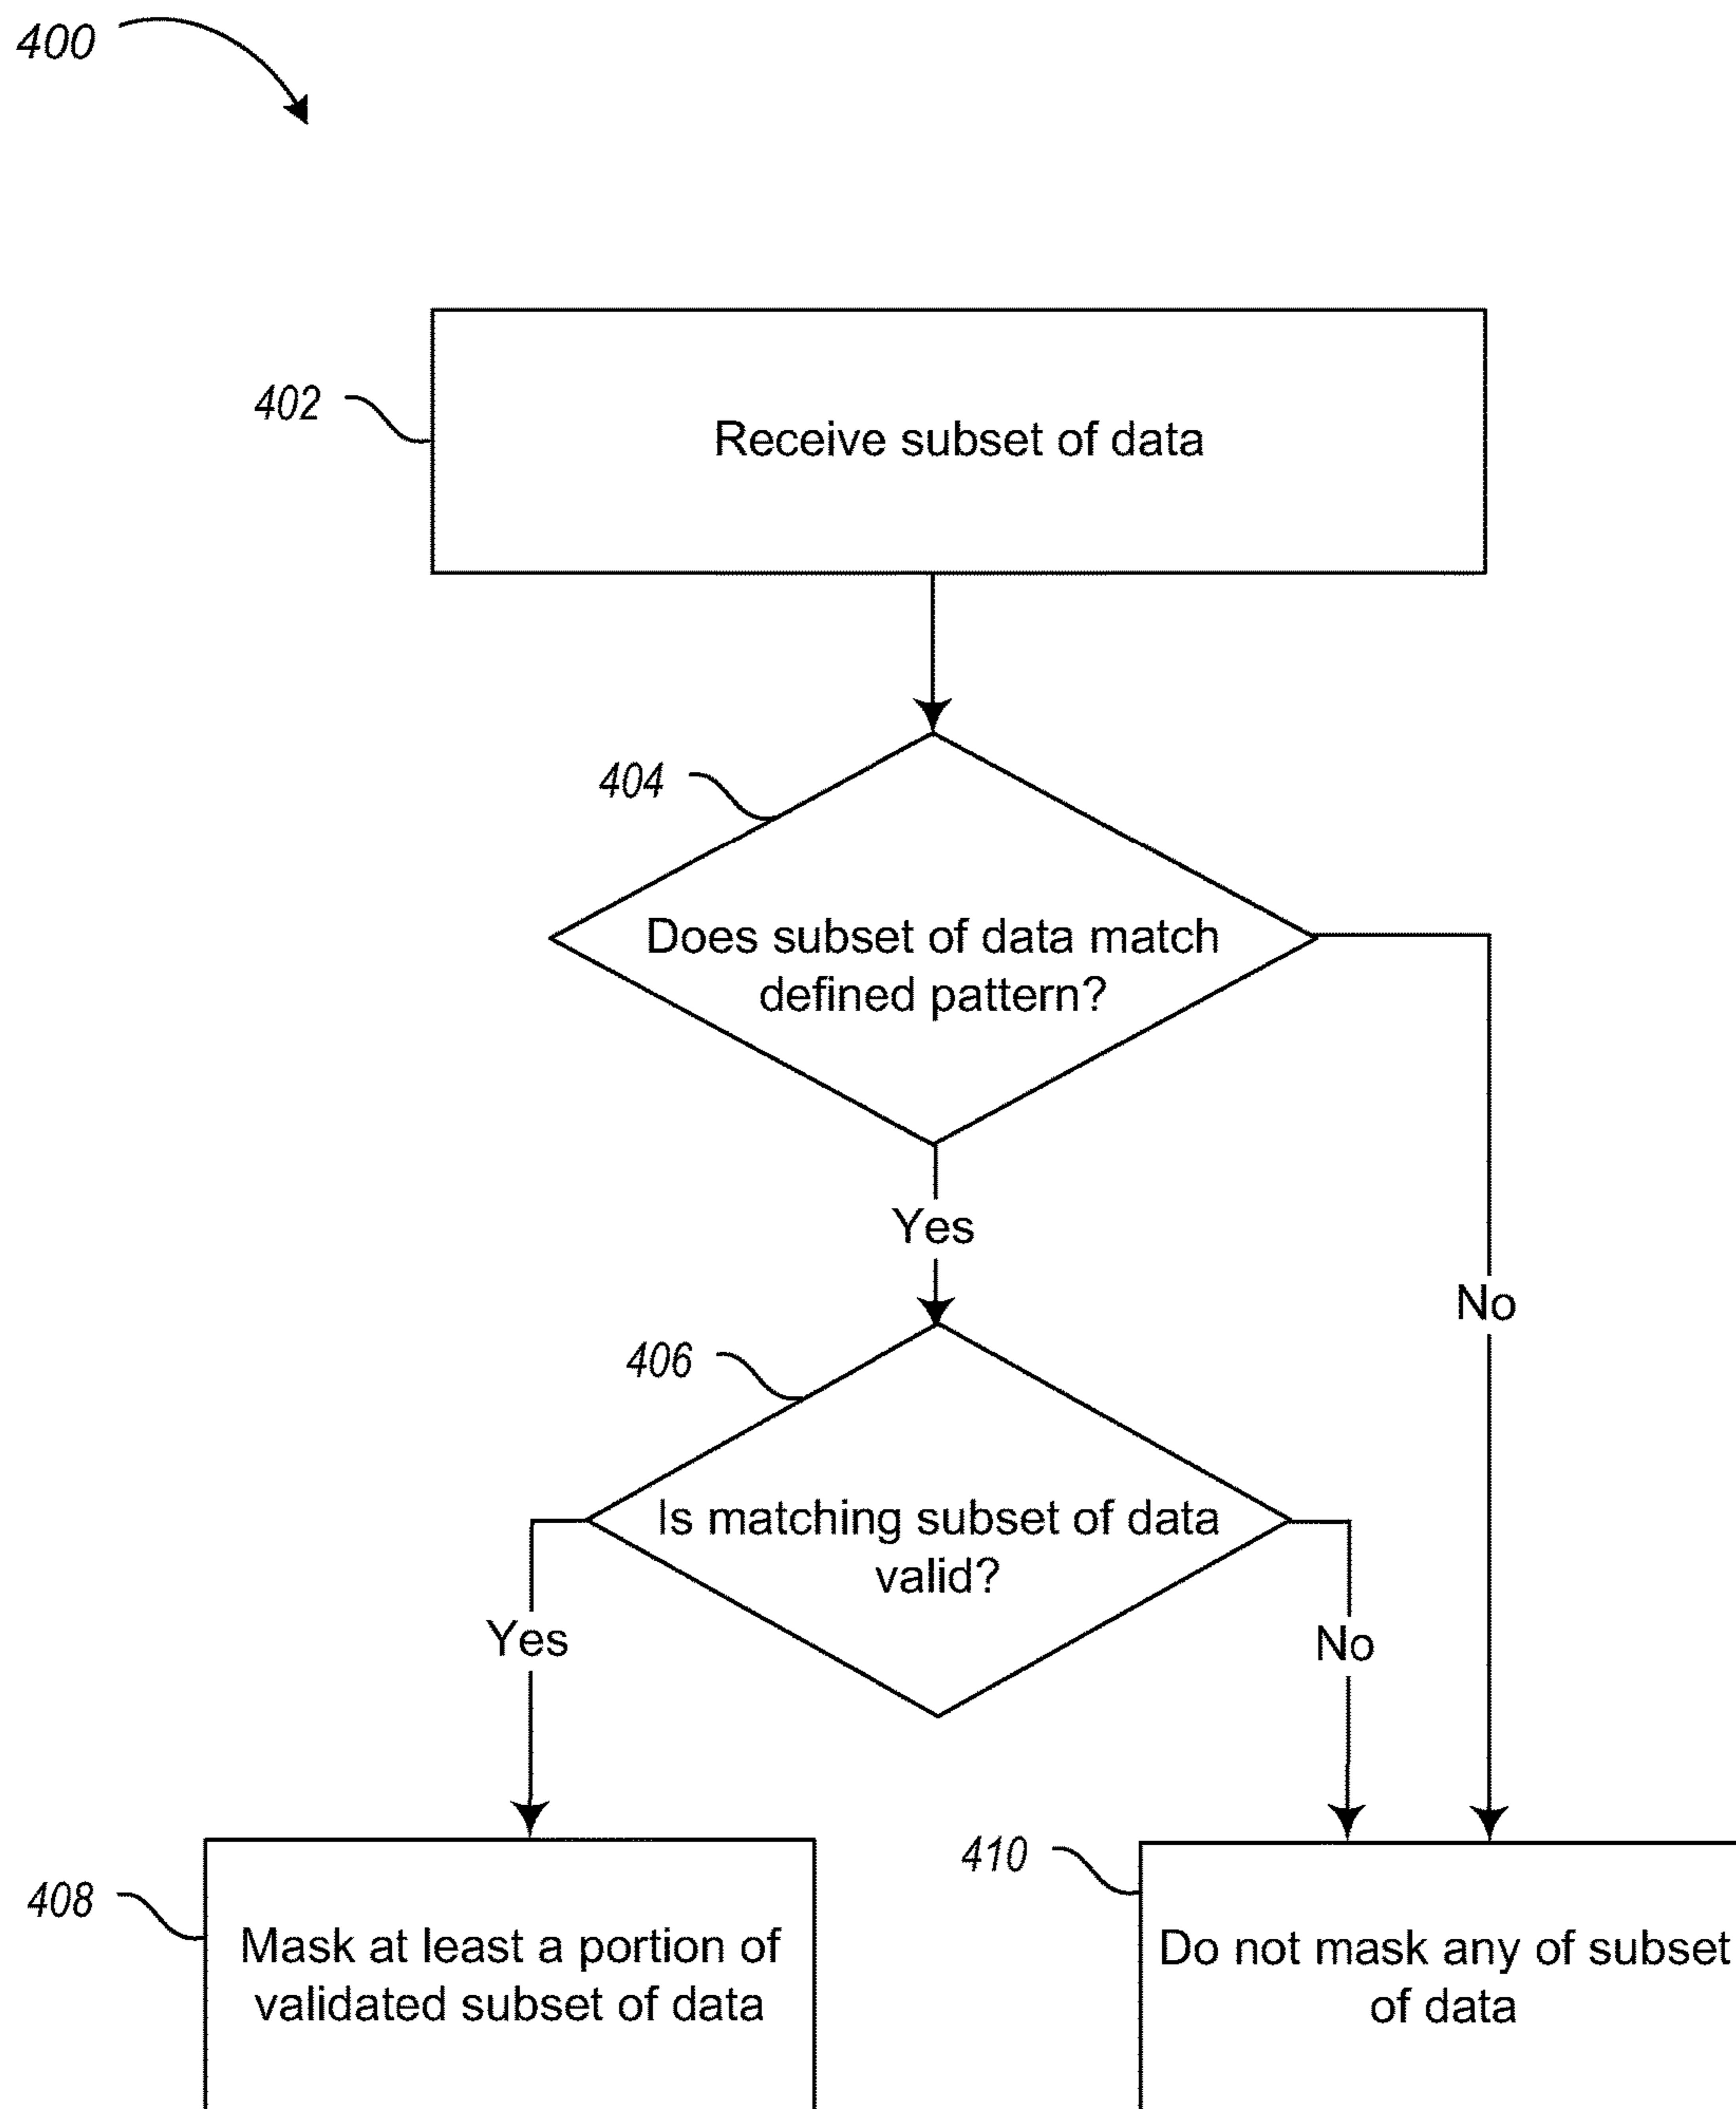 400
402
Receive subset of data
404
Does subset of data match
defined pattern?
Yes
No
406
Is matching subset of data
valid?
Yes
No
408
Mask at least a portion of
validated subset of data
410
Do not mask any of subset
of data